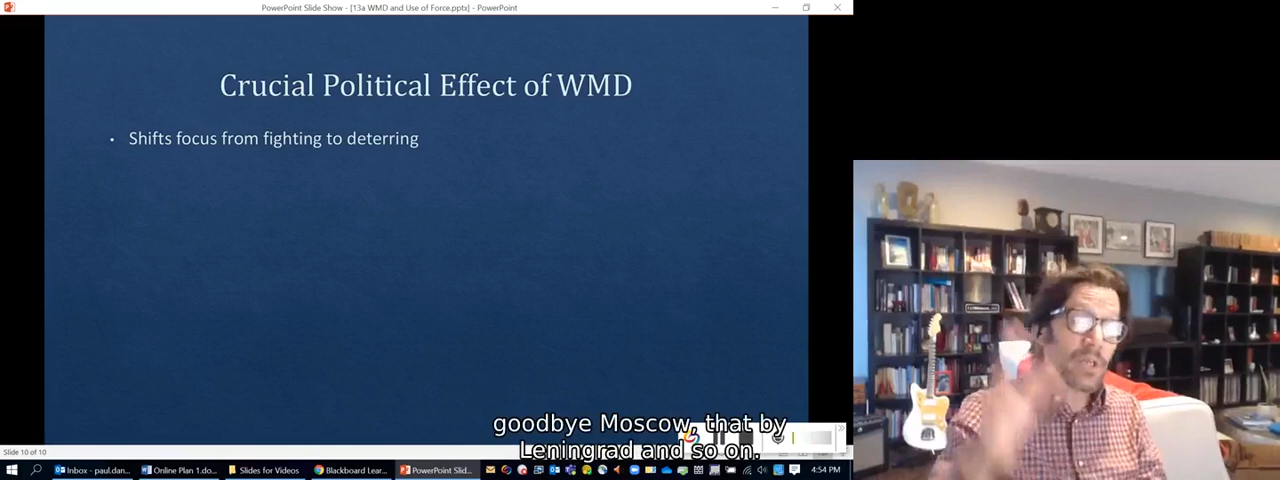 PowerPoint Slide Show - [13a WMD and Use of Force.pptx] - PowerPoint
Crucial Political Effect of WMD
• Shifts focus from fighting to deterring
goodbye Moscow, that by
Leningrad and so on.
Slide 10 of 10
Inbox - paul.dan...
Online Plan 1.do...
Slides for Videos
Blackboard Lear...
PowerPoint Slid...
4:54 PM